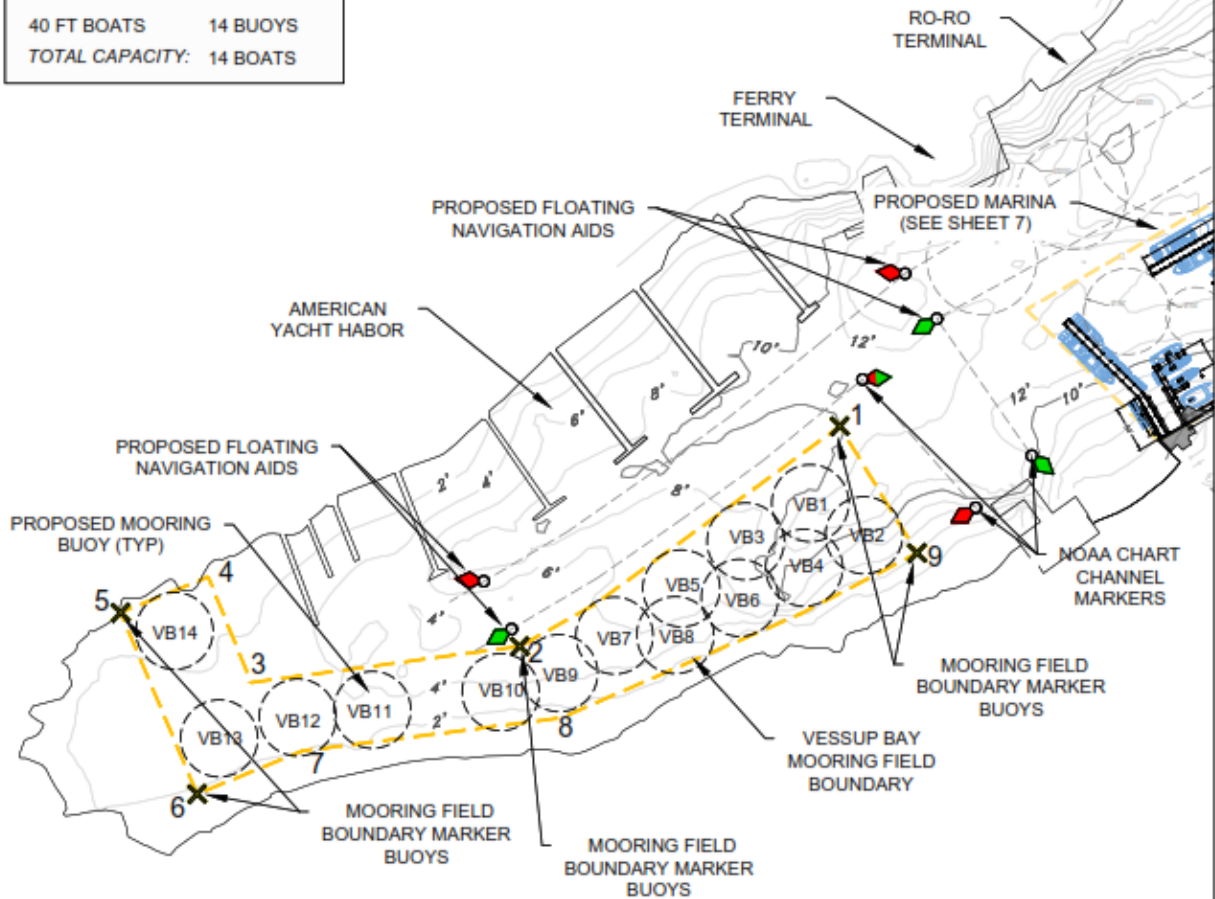 40 FT BOATS 14 BUOYS
TOTAL CAPACITY: 14 BOATS
RO-RO
TERMINAL
FERRY
TERMINAL
PROPOSED FLOATING
NAVIGATION AIDS
PROPOSED MARINA
(SEE SHEET 7)
AMERICAN
YACHT HABOR
10'
12'
8'
6'
12'
10'
1
PROPOSED FLOATING
NAVIGATION AIDS
2'
4'
8'
VB1
VB2
VB3
VB4
PROPOSED MOORING
BUOY (TYP)
9
NOAA CHART
CHANNEL
MARKERS
6'
4
5
4'
VB5
VB6
VB7
VB8
VB14
2
3
VB9
VB10
4'
2'
MOORING FIELD
BOUNDARY MARKER
BUOYS
VB11
VB12
VB13
8
7
6
VESSUP BAY
MOORING FIELD
BOUNDARY
MOORING FIELD
BOUNDARY MARKER
BUOYS
MOORING FIELD
BOUNDARY MARKER
BUOYS